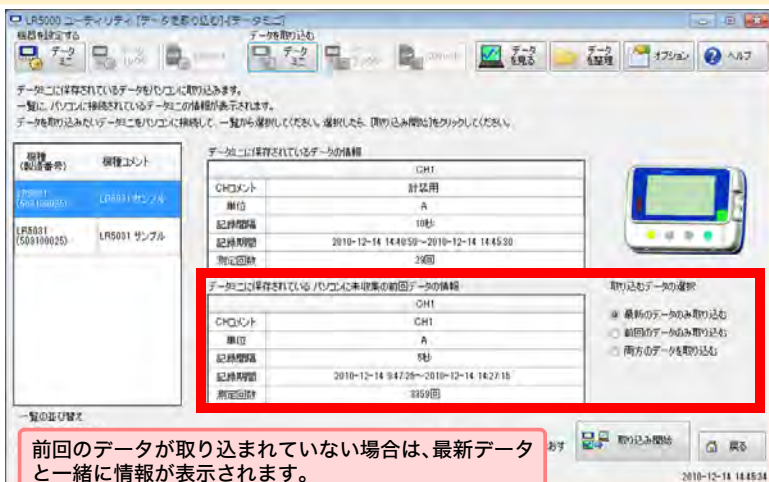 LR5000 ユーティリティ [データを取り込む]-[データミニ]
機器を設定する
データを取り込む
データミニ
データミニ
データを見る
データを整理
オプション
ヘルプ
データミニに保存されているデータをパソコンに取り込みます。
一覧に、パソコンに接続されているデータミニの情報が表示されます。
データを取り込みたいデータミニをパソコンに接続して、一覧から選択してください。選択したら、[取り込み開始]をクリックしてください。
機種(製造番号)
機種コメント
LR5031 サンプル
LR5031
(503100025)
LR5031 サンプル
データミニに保存されているデータの情報
CH1
CHコメント 計装用
単位 A
記録間隔 10秒
記録期間 2010-12-14 14:40:50~2010-12-14 14:45:30
測定回数 29回
データミニに保存されている パソコンに未収集の前回データの情報
CH1
CHコメント CH1
単位 A
記録間隔 5秒
記録期間 2010-12-14 9:47:25~2010-12-14 14:27:15
測定回数 3359回
取り込むデータの選択
最新のデータのみ取り込む
前回のデータのみ取り込む
両方のデータを取り込む
一覧の並び替え
前回のデータが取り込まれていない場合は、最新データ
と一緒に情報が表示されます。
取り込み開始
戻る
2010-12-14 14:45:34